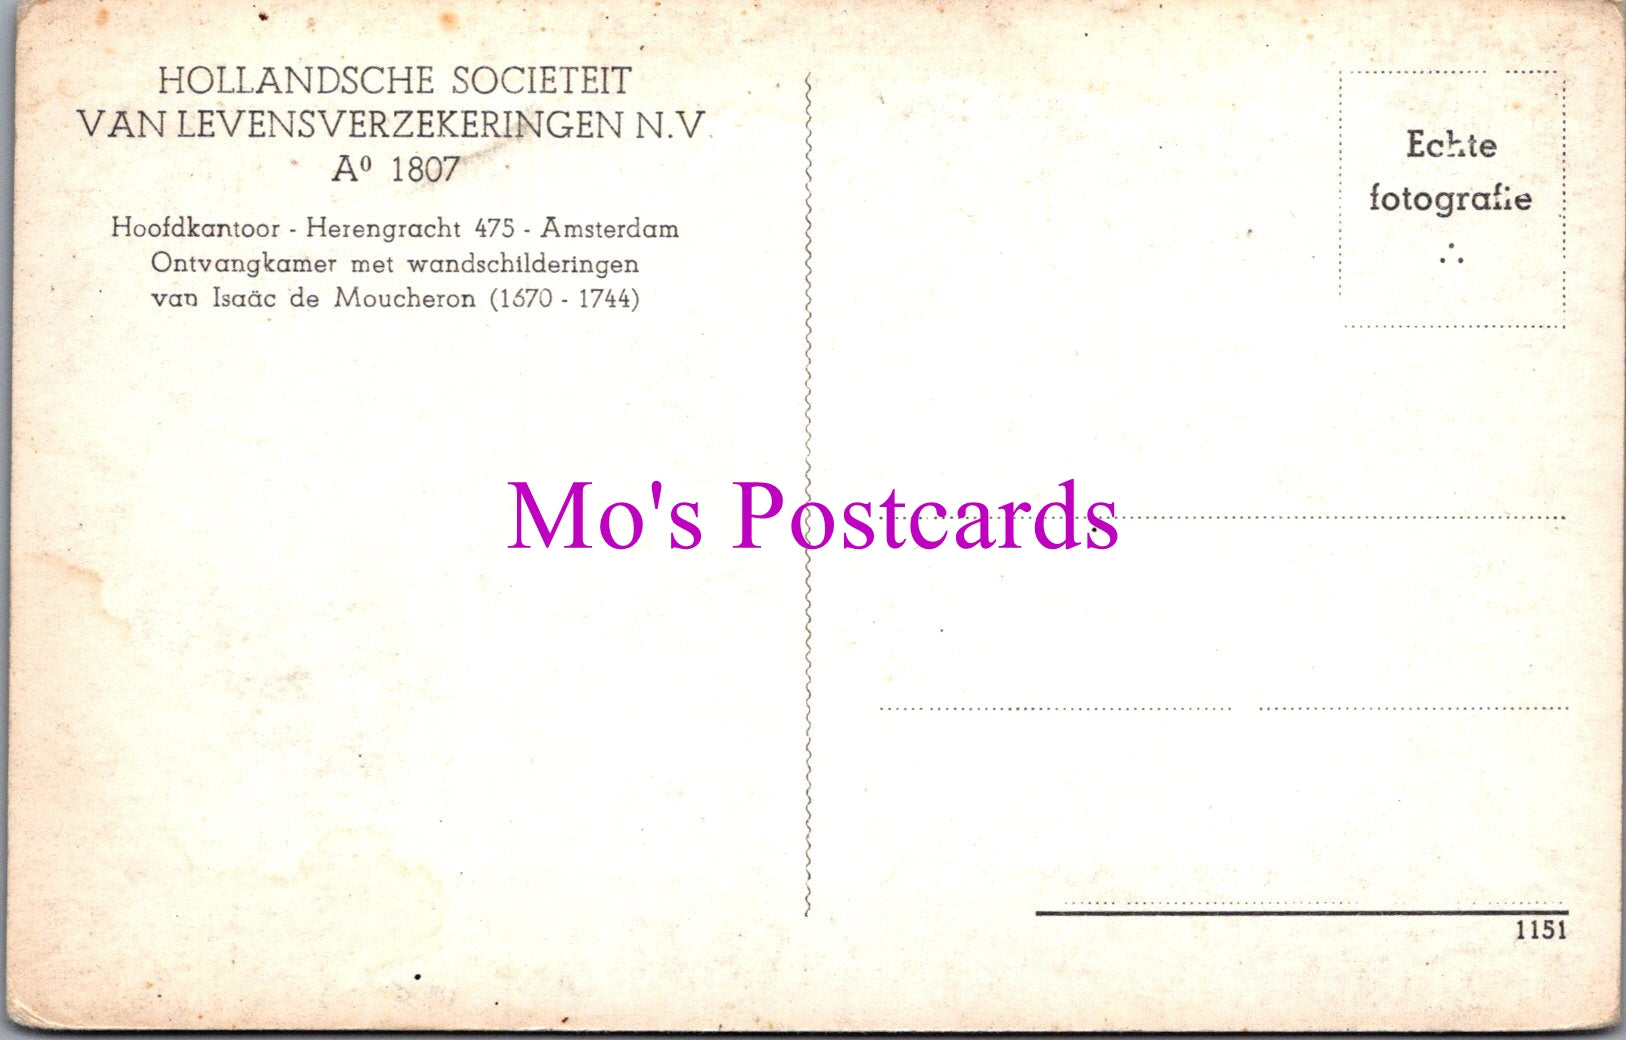 HOLLANDSCHE SOCIETEIT
VAN LEVENSVERZEKERINGEN N.V.
Aº 1807
Hoofdkantoor - Herengracht 475 - Amsterdam
Ontvangkamer met wandschilderingen
van Isaäc de Moucheron (1670 - 1744)
Echte
fotografie
Mo's Postcards
1151